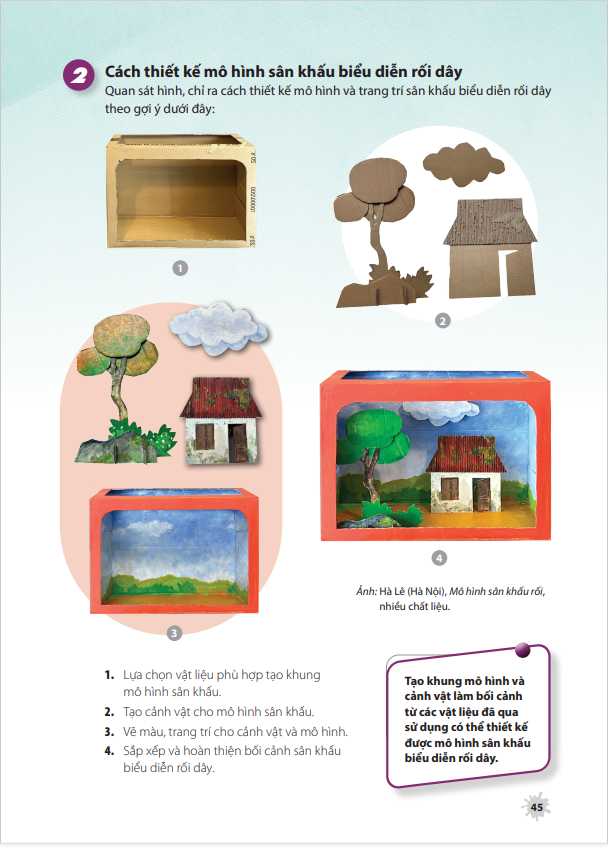 2
Cách thiết kế mô hình sân khấu biểu diễn rối dây
Quan sát hình, chỉ ra cách thiết kế mô hình và trang trí sân khấu biểu diễn rối dây
theo gợi ý dưới đây:
1
2
3
4
Ảnh: Hà Lê (Hà Nội), Mô hình sân khấu rối,
nhiều chất liệu.
1. Lựa chọn vật liệu phù hợp tạo khung
mô hình sân khấu.
2. Tạo cảnh vật cho mô hình sân khấu.
3. Vẽ màu, trang trí cho cảnh vật và mô hình.
4. Sắp xếp và hoàn thiện bối cảnh sân khấu
biểu diễn rối dây.
Tạo khung mô hình và
cảnh vật làm bối cảnh
từ các vật liệu đã qua
sử dụng có thể thiết kế
được mô hình sân khấu
biểu diễn rối dây.
45